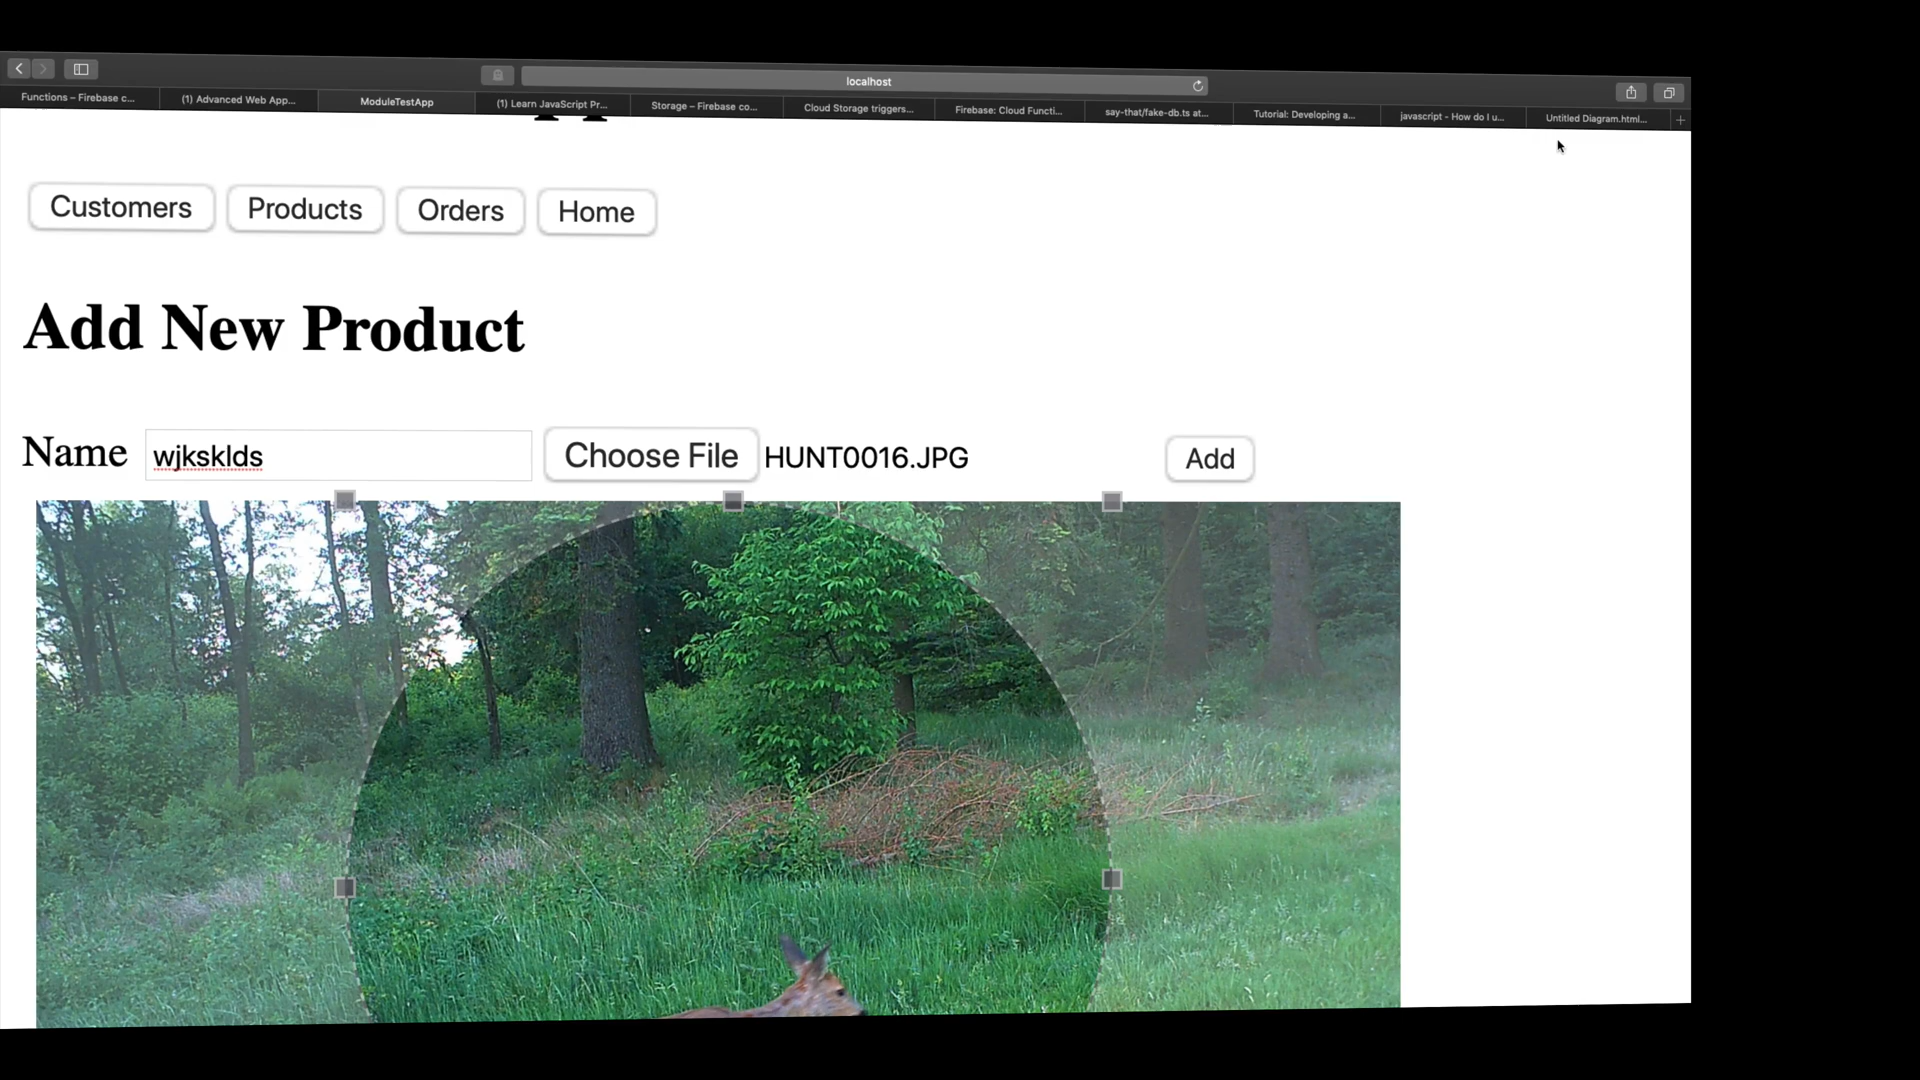 localhost
Functions – Firebase c... (1) Advanced Web App... ModuleTestApp (1) Learn JavaScript Pr... Storage – Firebase co... Cloud Storage triggers... Firebase: Cloud Functi... say-that/fake-db.ts at... Tutorial: Developing a... javascript - How do I u... Untitled Diagram.html...
Customers Products Orders Home
Add New Product
Name wjksklds Choose File HUNT0016.JPG Add